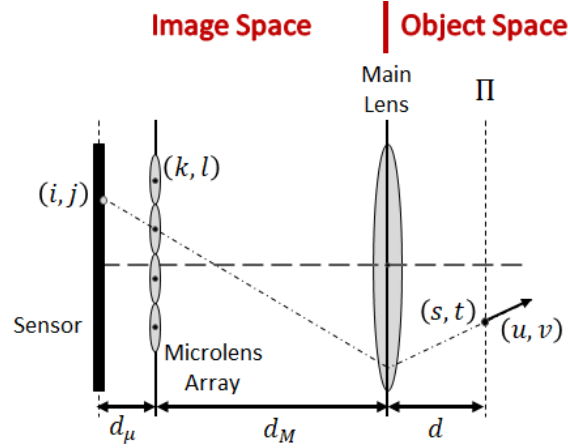 Image Space
Object Space
Main
Lens
Π
(k, l)
(i, j)
(s, t)
(u, v)
Sensor
Microlens
Array
d_μ
d_M
d